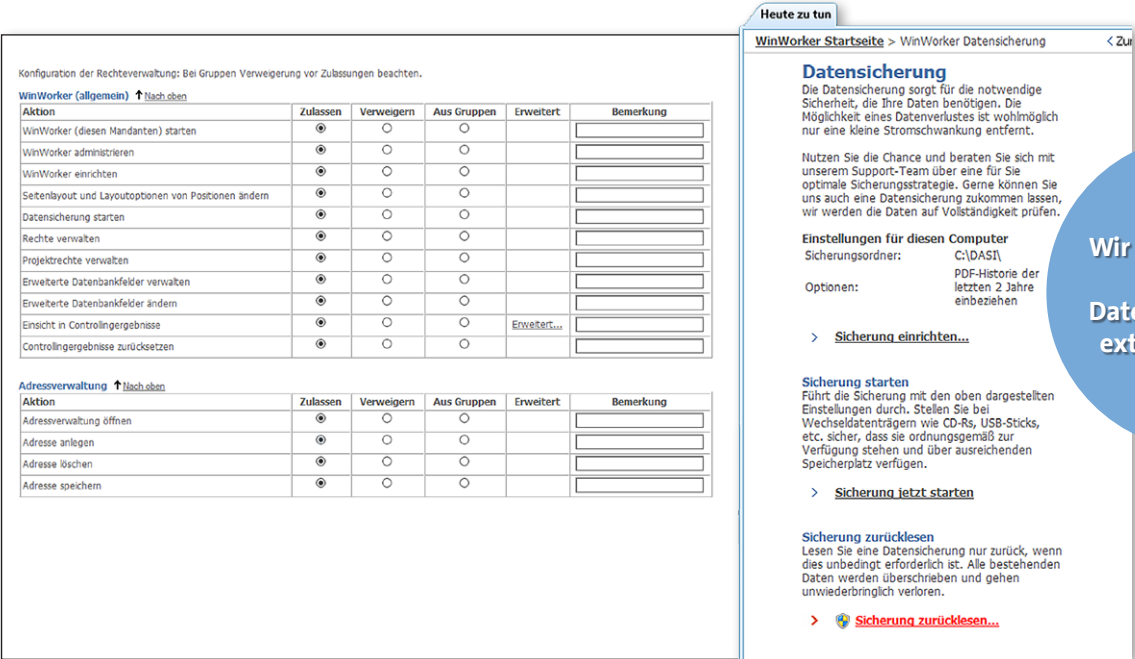 Konfiguration der Rechteverwaltung: Bei Gruppen Verweigerung vor Zulassungen beachten.
WinWorker (allgemein) Nach oben
Aktion Zulassen Verweigern Aus Gruppen Erweitert Bemerkung
WinWorker (diesen Mandanten) starten
WinWorker administrieren
WinWorker einrichten
Seitenlayout und Layoutoptionen von Positionen ändern
Datensicherung starten
Rechte verwalten
Projektrechte verwalten
Erweiterte Datenbankfelder verwalten
Erweiterte Datenbankfelder ändern
Einsicht in Controllingergebnisse Erweitert...
Controllingergebnisse zurücksetzen
Adressverwaltung Nach oben
Aktion Zulassen Verweigern Aus Gruppen Erweitert Bemerkung
Adressverwaltung öffnen
Adresse anlegen
Adresse löschen
Adresse speichern
Heute zu tun
WinWorker Startseite > WinWorker Datensicherung < Zur
Datensicherung
Die Datensicherung sorgt für die notwendige
Sicherheit, die Ihre Daten benötigen. Die
Möglichkeit eines Datenverlustes ist wohlmöglich
nur eine kleine Stromschwankung entfernt.
Nutzen Sie die Chance und beraten Sie sich mit
unserem Support-Team über eine für Sie
optimale Sicherungsstrategie. Gerne können Sie
uns auch eine Datensicherung zukommen lassen,
wir werden die Daten auf Vollständigkeit prüfen.
Einstellungen für diesen Computer
Sicherungsordner: C:\DASI\
Optionen: PDF-Historie der
letzten 2 Jahre
einbeziehen
> Sicherung einrichten...
Sicherung starten
Führt die Sicherung mit den oben dargestellten
Einstellungen durch. Stellen Sie bei
Wechseldatenträgern wie CD-Rs, USB-Sticks,
etc. sicher, dass sie ordnungsgemäß zur
Verfügung stehen und über ausreichenden
Speicherplatz verfügen.
> Sicherung jetzt starten
Sicherung zurücklesen
Lesen Sie eine Datensicherung nur zurück, wenn
dies unbedingt erforderlich ist. Alle bestehenden
Daten werden überschrieben und gehen
unwiederbringlich verloren.
> Sicherung zurücklesen...
Wir
Date
ext